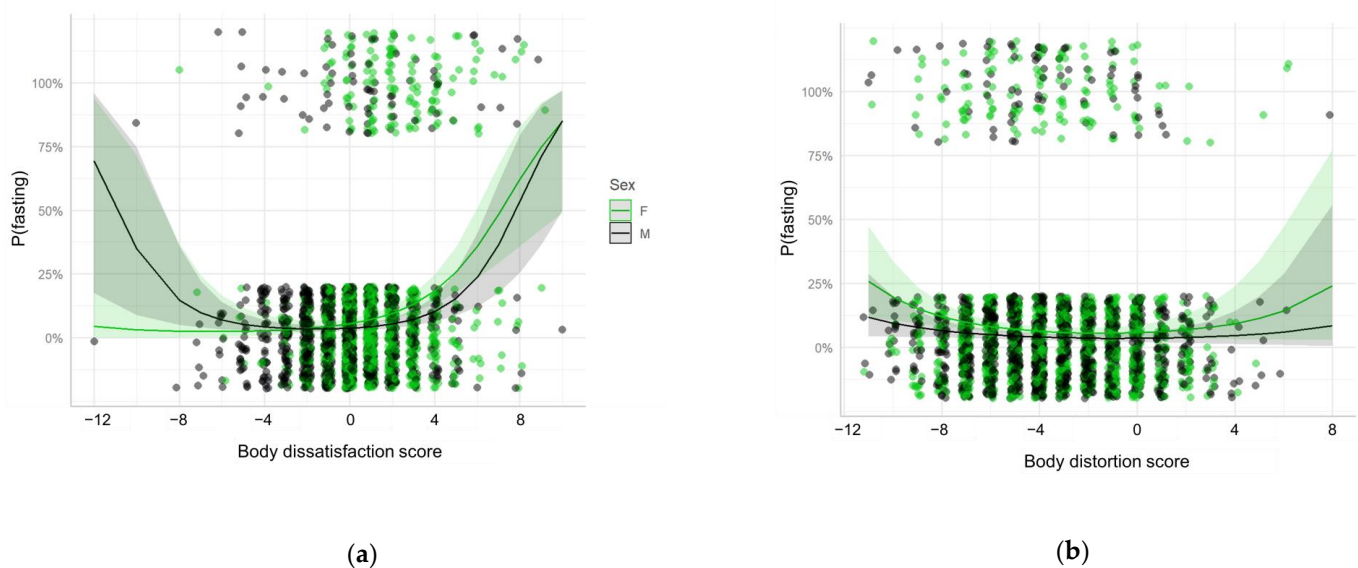 100%
75%
50%
25%
0%
P(fasting)
−12
−8
−4
0
4
8
Body dissatisfaction score
Sex
F
M
(a)
100%
75%
50%
25%
0%
P(fasting)
−12
−8
−4
0
4
8
Body distortion score
(b)